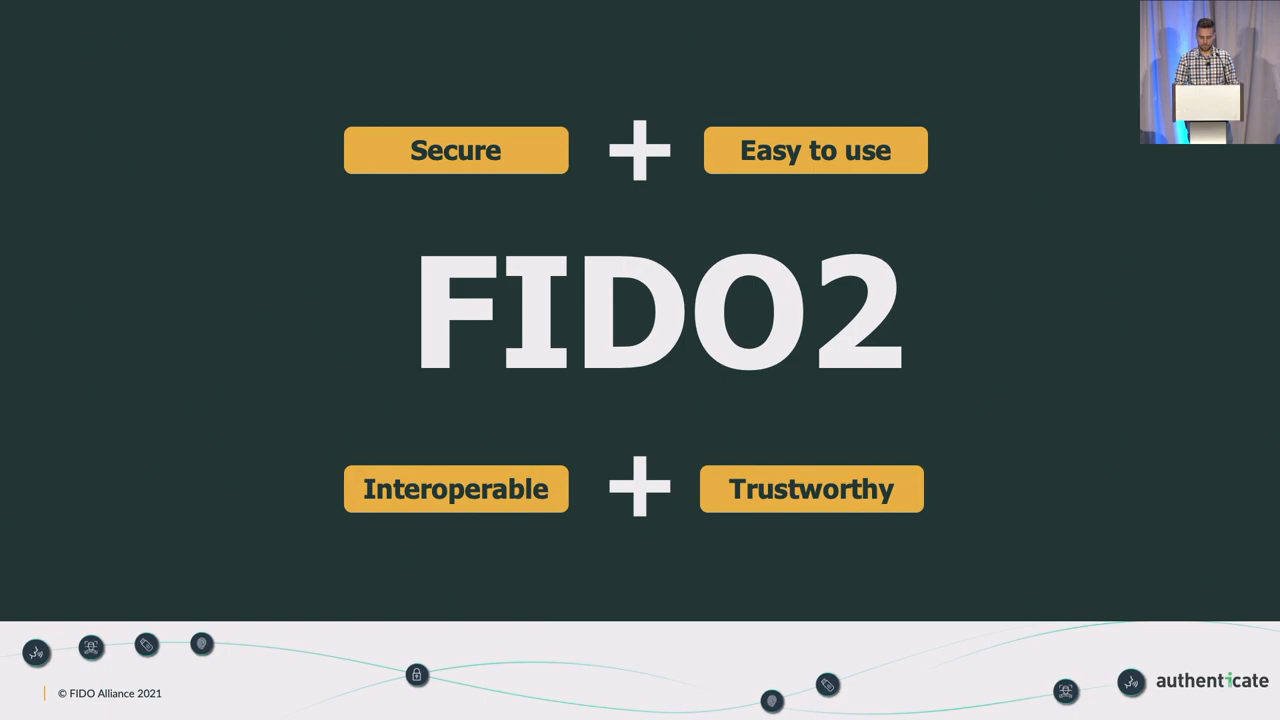 Secure + Easy to use
FIDO2
Interoperable + Trustworthy
© FIDO Alliance 2021
authenticate